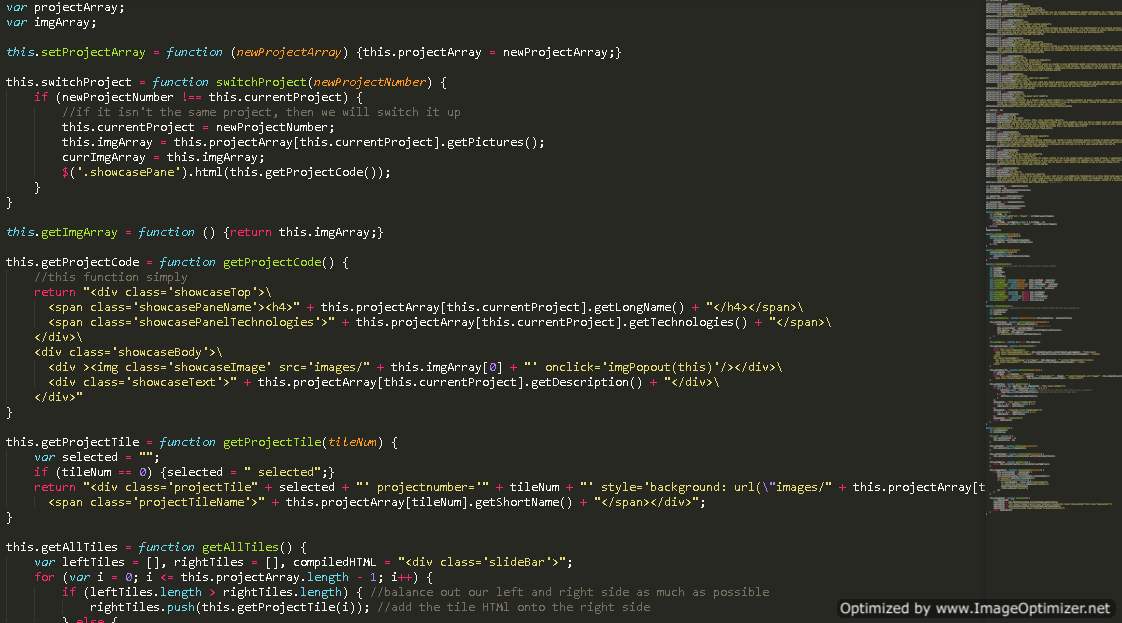 var projectArray;
var imgArray;
this.setProjectArray = function (newProjectArray) {this.projectArray = newProjectArray;}
this.switchProject = function switchProject(newProjectNumber) {
if (newProjectNumber !== this.currentProject) {
//if it isn't the same project, then we will switch it up
this.currentProject = newProjectNumber;
this.imgArray = this.projectArray[this.currentProject].getPictures();
currImgArray = this.imgArray;
$('.showcasePane').html(this.getProjectCode());
}
}
this.getImgArray = function () {return this.imgArray;}
this.getProjectCode = function getProjectCode() {
//this function simply
return "<div class='showcaseTop'>\
<span class='showcasePaneName'><h4>" + this.projectArray[this.currentProject].getLongName() + "</h4></span>\
<span class='showcasePanelTechnologies'>" + this.projectArray[this.currentProject].getTechnologies() + "</span>\
</div>\
<div class='showcaseBody'>\
<div ><img class='showcaseImage' src='images/" + this.imgArray[0] + "' onclick='imgPopout(this)'/></div>\
<div class='showcaseText'>" + this.projectArray[this.currentProject].getDescription() + "</div>\
</div>"
}
this.getProjectTile = function getProjectTile(tileNum) {
var selected = "";
if (tileNum == 0) {selected = " selected";}
return "<div class='projectTile" + selected + "' projectnumber='" + tileNum + "' style='background: url(\"images/" + this.projectArray[t
<span class='projectTileName'>" + this.projectArray[tileNum].getShortName() + "</span></div>";
}
this.getAllTiles = function getAllTiles() {
var leftTiles = [], rightTiles = [], compiledHTML = "<div class='slideBar'>";
for (var i = 0; i <= this.projectArray.length - 1; i++) {
if (leftTiles.length > rightTiles.length) { //balance out our left and right side as much as possible
rightTiles.push(this.getProjectTile(i)); //add the tile HTMl onto the right side
} else {
Optimized by www.ImageOptimizer.net